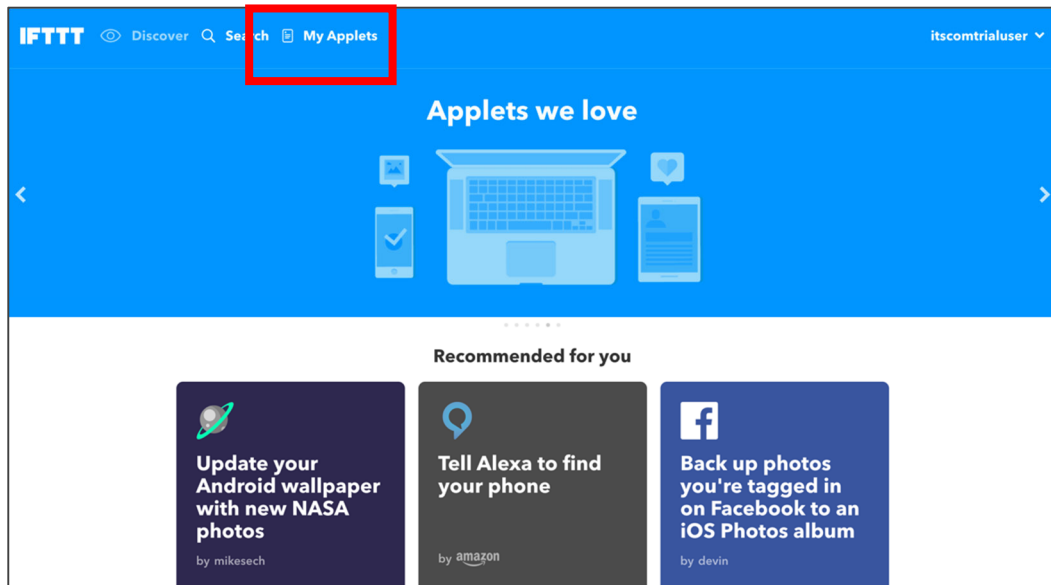 IFTTT Discover Search My Applets itscomtrialuser
Applets we love
Recommended for you
Update your
Android wallpaper
with new NASA
photos
by mikesech
Tell Alexa to find
your phone
by amazon
Back up photos
you're tagged in
on Facebook to an
iOS Photos album
by devin